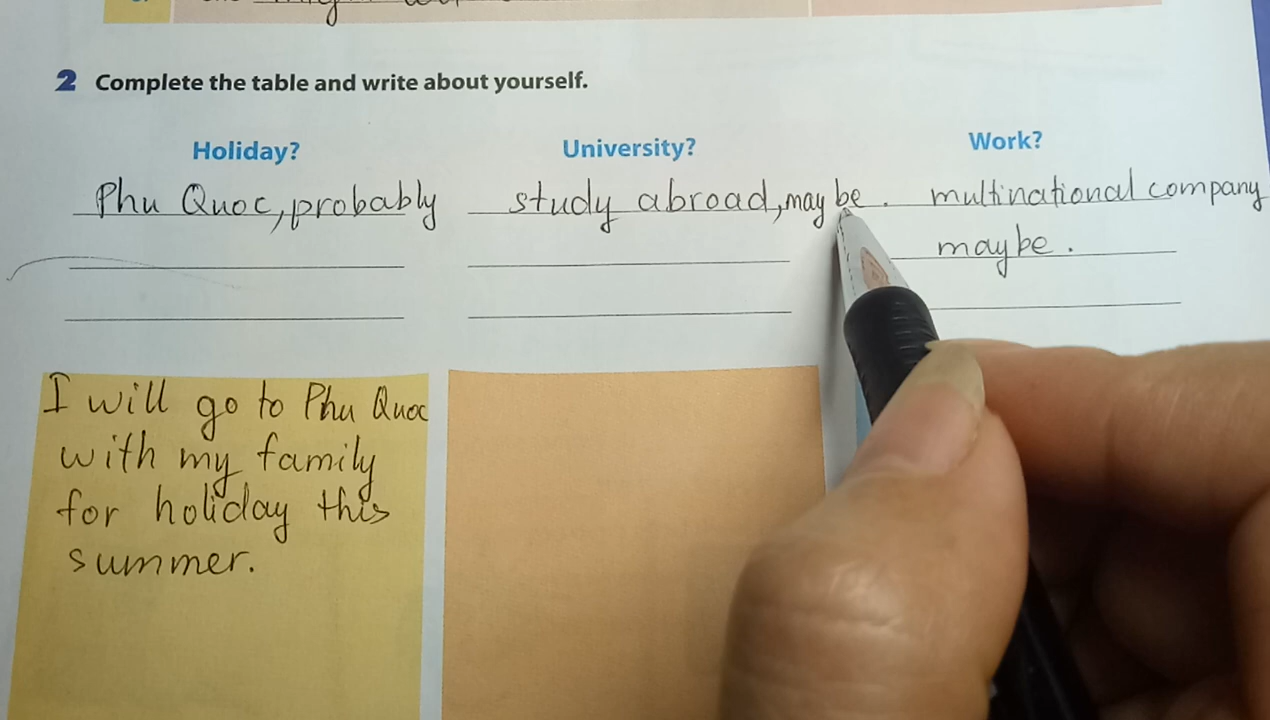 2 Complete the table and write about yourself.
Holiday? University? Work?
Phu Quoc, probably study abroad, maybe. multinational company
maybe.
I will go to Phu Quoc
with my family
for holiday this
summer.